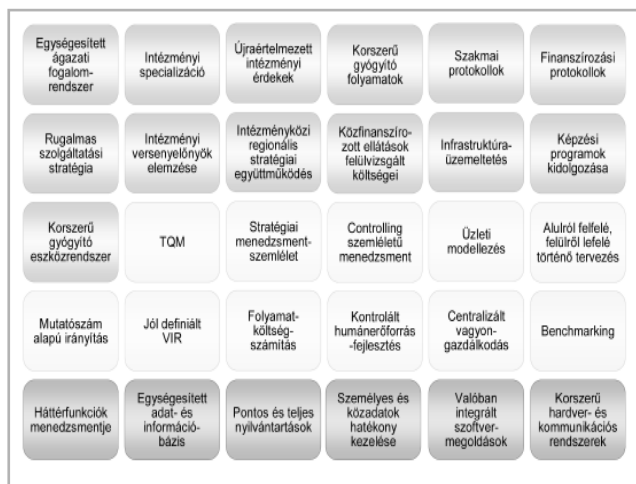 Egységesített
ágazati
fogalom-
rendszer
Intézményi
specializáció
Újraértelmezett
intézményi
érdekek
Korszerű
gyógyító
folyamatok
Szakmai
protokollok
Finanszírozási
protokollok
Rugalmas
szolgáltatási
stratégia
Intézményi
versenyelőnyök
elemzése
Intézményközi
regionális
stratégiai
együttműködés
Közfinanszíro-
zott ellátások
felülvizsgált
költségei
Infrastruktúra-
üzemeltetés
Képzési
programok
kidolgozása
Korszerű
gyógyító
eszközrendszer
TQM
Stratégiai
menedzsment-
szemlélet
Controlling
szemléletű
menedzsment
Üzleti
modellezés
Alulról felfelé,
felülről lefelé
történő tervezés
Mutatószám
alapú irányítás
Jól definiált
VIR
Folyamat-
költség-
számítás
Kontrolált
humánerőforrás
-fejlesztés
Centralizált
vagyon-
gazdálkodás
Benchmarking
Háttérfunkciók
menedzsmentje
Egységesített
adat- és
információ-
bázis
Pontos és teljes
nyilvántartások
Személyes és
közadatok
hatékony
kezelése
Valóban
integrált
szoftver-
megoldások
Korszerű
hardver- és
kommunikációs
rendszerek